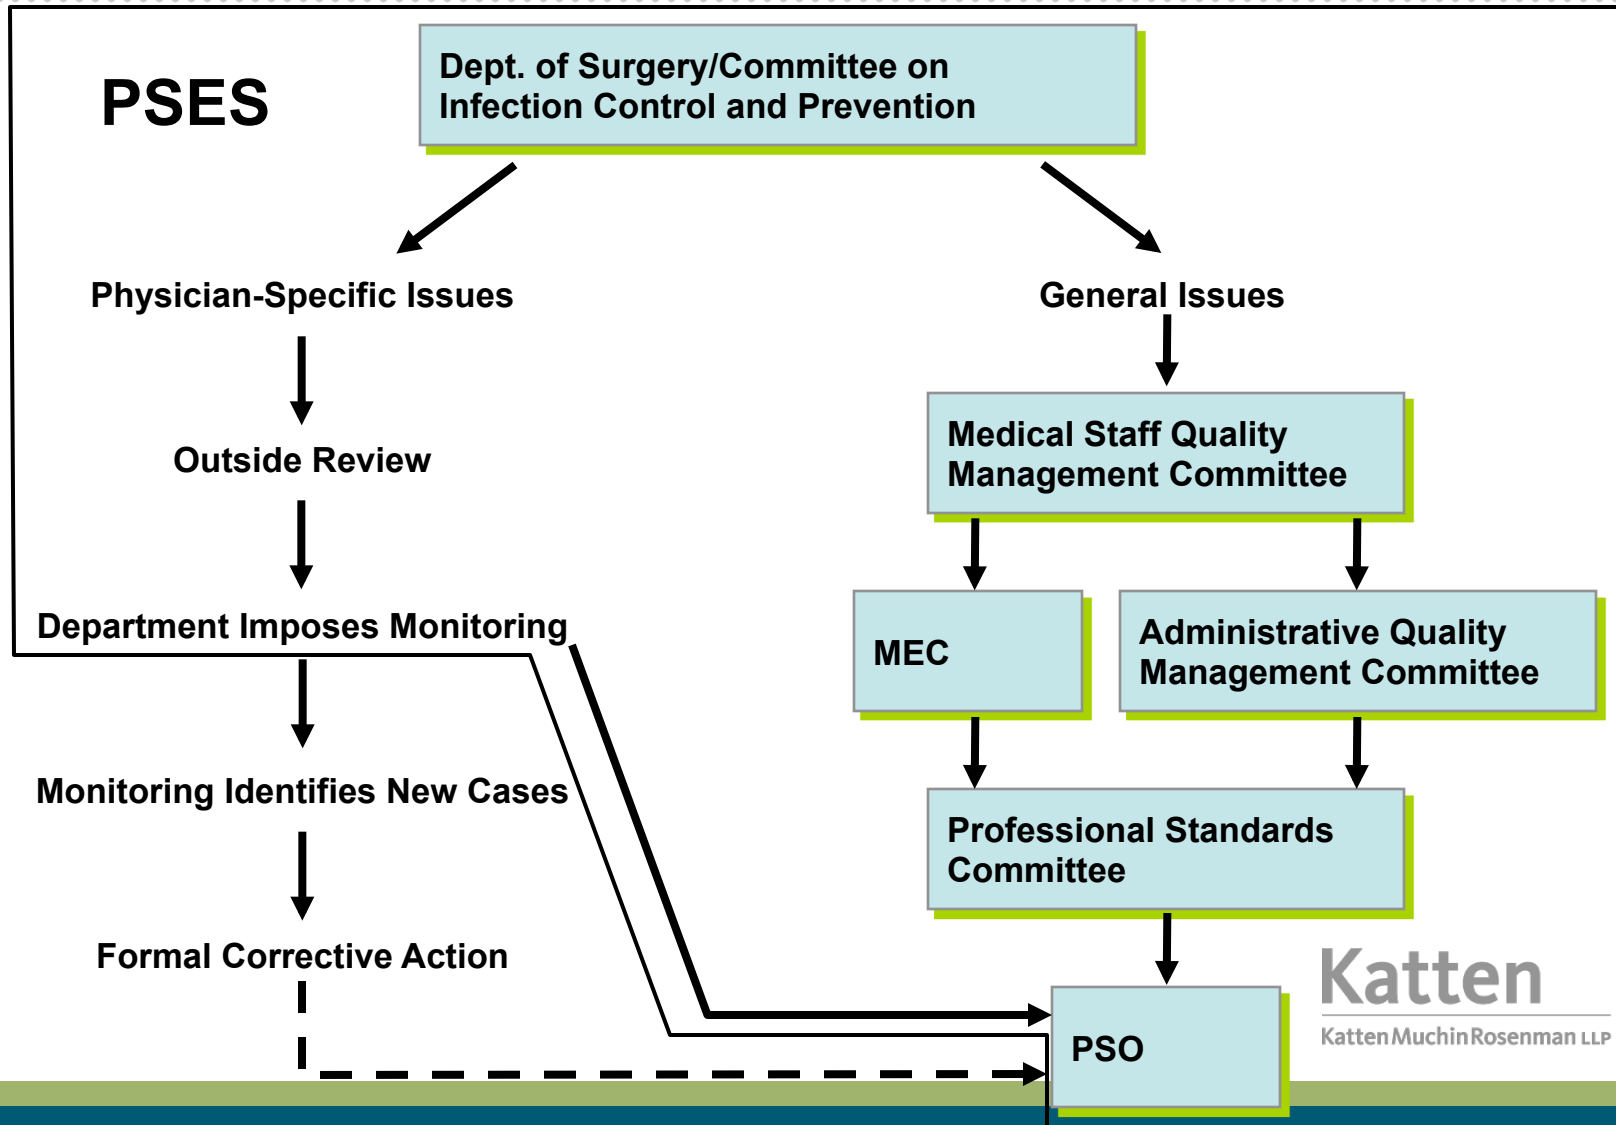 PSES
Dept. of Surgery/Committee on
Infection Control and Prevention
Physician-Specific Issues
General Issues
Outside Review
Medical Staff Quality
Management Committee
Department Imposes Monitoring
MEC
Administrative Quality
Management Committee
Monitoring Identifies New Cases
Professional Standards
Committee
Formal Corrective Action
PSO
Katten
KattenMuchinRosenman LLP